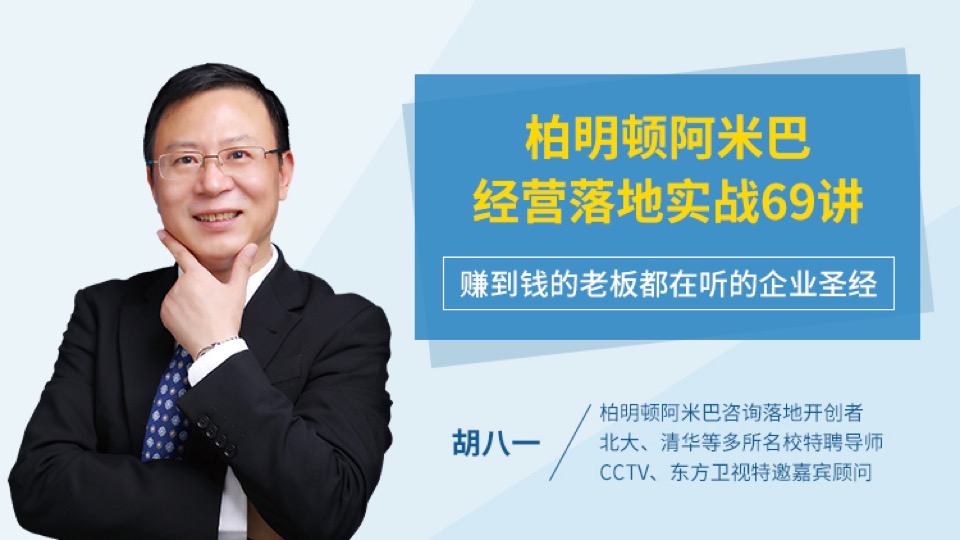 柏明顿阿米巴
经营落地实战69讲
赚到钱的老板都在听的企业圣经
胡八一
柏明顿阿米巴咨询落地开创者
北大、清华等多所名校特聘导师
CCTV、东方卫视特邀嘉宾顾问